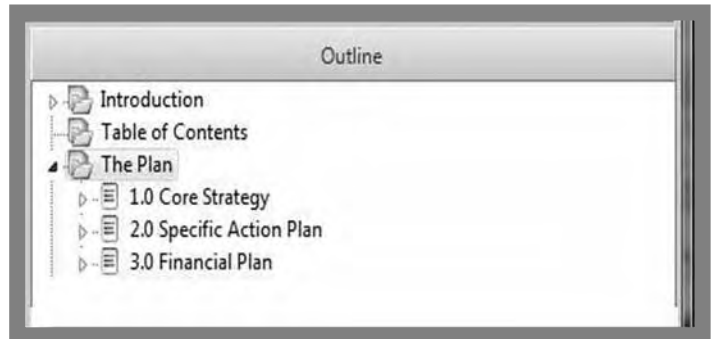 Outline
Introduction
Table of Contents
The Plan
1.0 Core Strategy
2.0 Specific Action Plan
3.0 Financial Plan